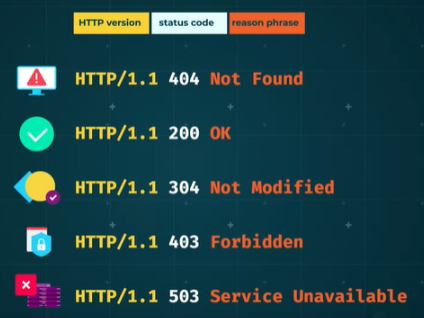 HTTP version status code reason phrase
HTTP/1.1 404 Not Found
HTTP/1.1 200 OK
HTTP/1.1 304 Not Modified
HTTP/1.1 403 Forbidden
HTTP/1.1 503 Service Unavailable